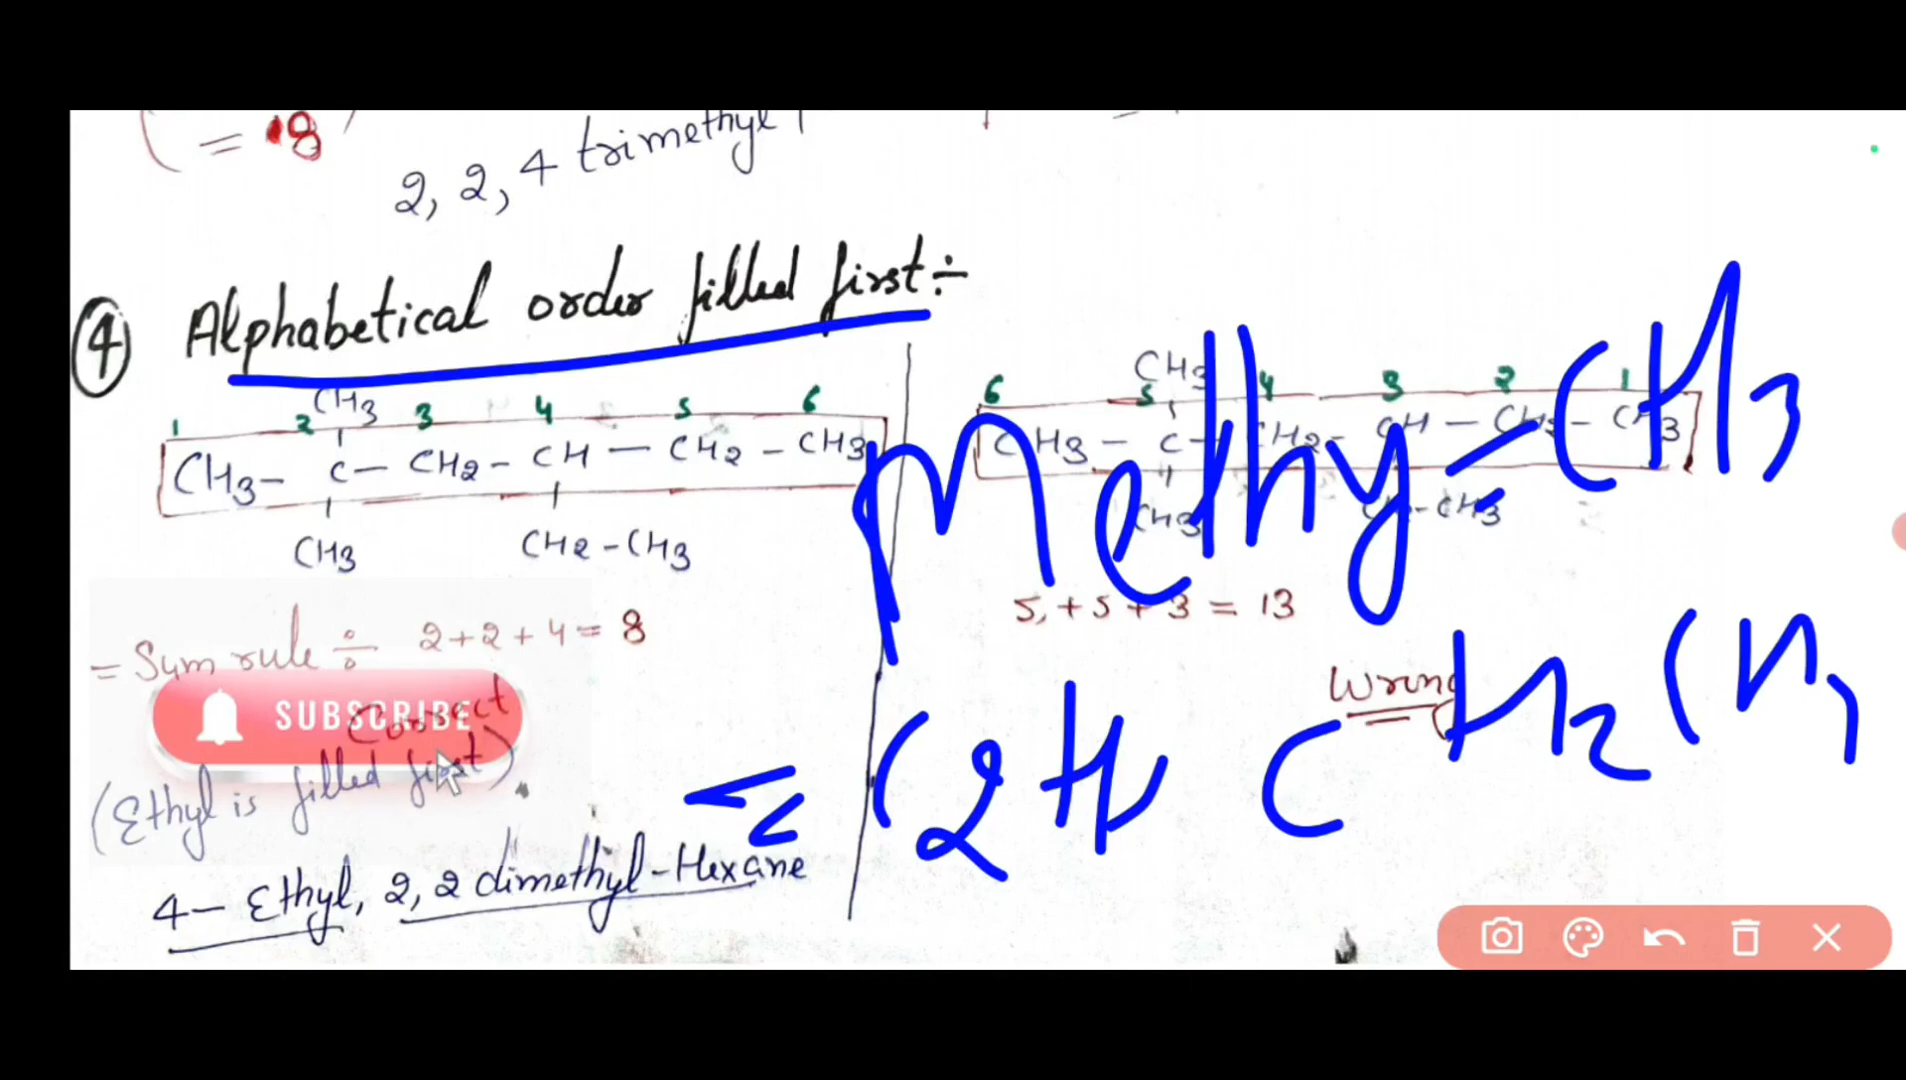 = 8
2, 2, 4 trimethyl
④ Alphabetical order filled first÷
1 2 3 4 5 6
CH3
CH3- C- CH2- CH - CH2 - CH3
CH3 CH2-CH3
= Sum rule ÷ 2+2+4= 8
Correct
SUBSCRIBE
(Ethyl is filled first)
4- Ethyl, 2, 2 dimethyl-Hexane
6 5 4 3 2 1
CH3
CH3 - C - CH2- CH - CH2 - CH3
CH3 -CH3
5,+5+3 = 13
Wrong
Methy=CH3
CH2